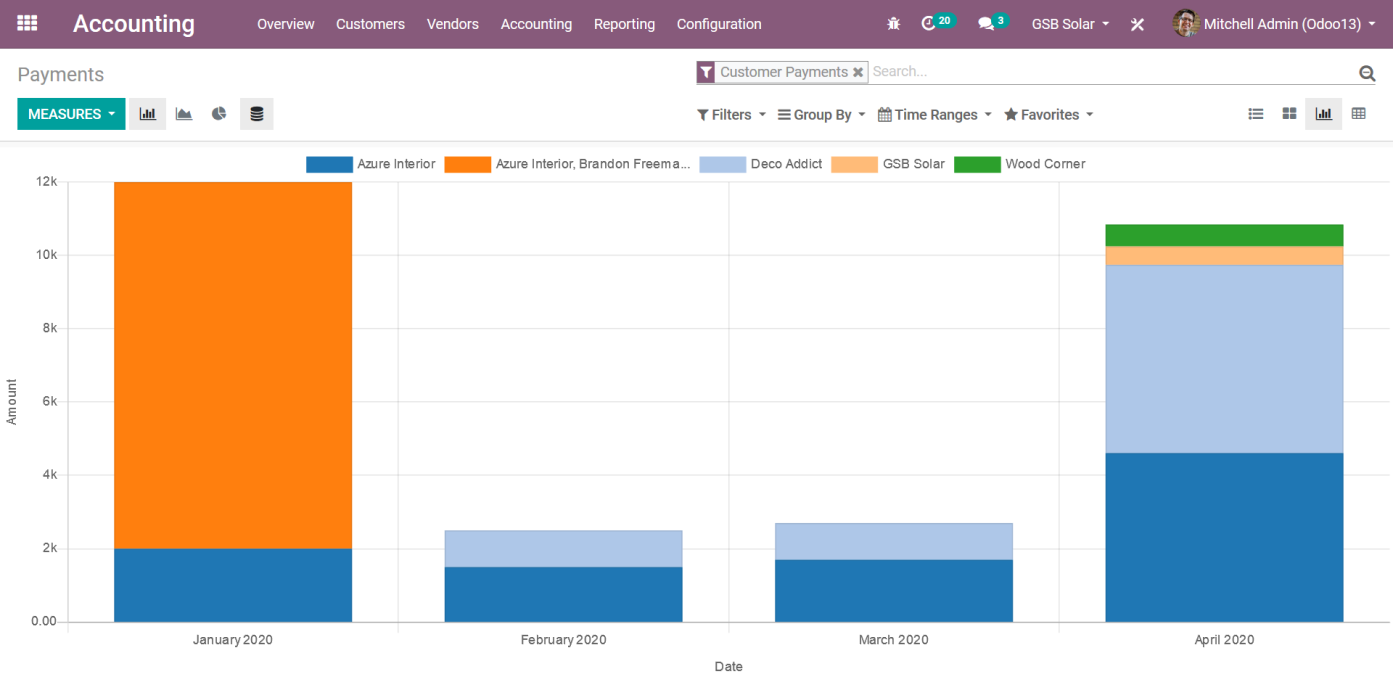 Accounting Overview Customers Vendors Accounting Reporting Configuration 20 3 GSB Solar Mitchell Admin (Odoo13)
Payments Customer Payments Search...
MEASURES Filters Group By Time Ranges Favorites
Azure Interior Azure Interior, Brandon Freema... Deco Addict GSB Solar Wood Corner
12k
10k
8k
6k
4k
2k
0.00
Amount
January 2020 February 2020 March 2020 April 2020
Date